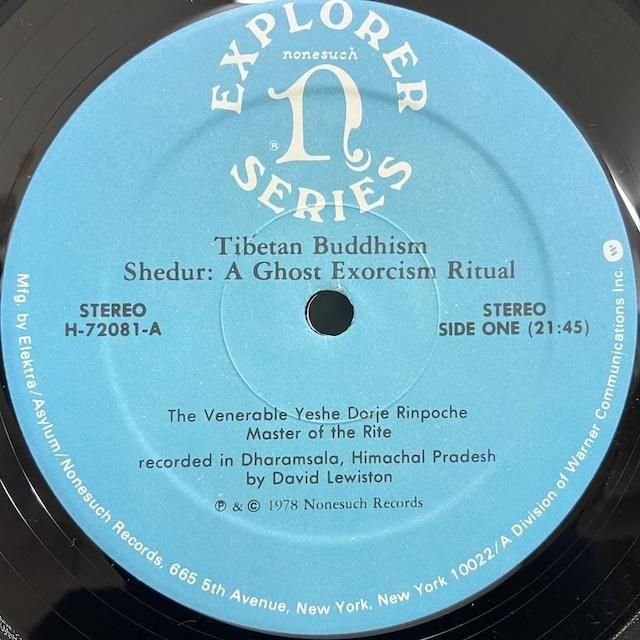 EXPLORER
nonesuch
n
®
SERIES
Tibetan Buddhism
Shedur: A Ghost Exorcism Ritual
STEREO
H-72081-A
STEREO
SIDE ONE (21:45)
The Venerable Yeshe Dorje Rinpoche
Master of the Rite
recorded in Dharamsala, Himachal Pradesh
by David Lewiston
℗ & © 1978 Nonesuch Records
Mfg. by Elektra/Asylum/Nonesuch Records, 665 5th Avenue, New York, New York 10022/A Division of Warner Communications Inc.